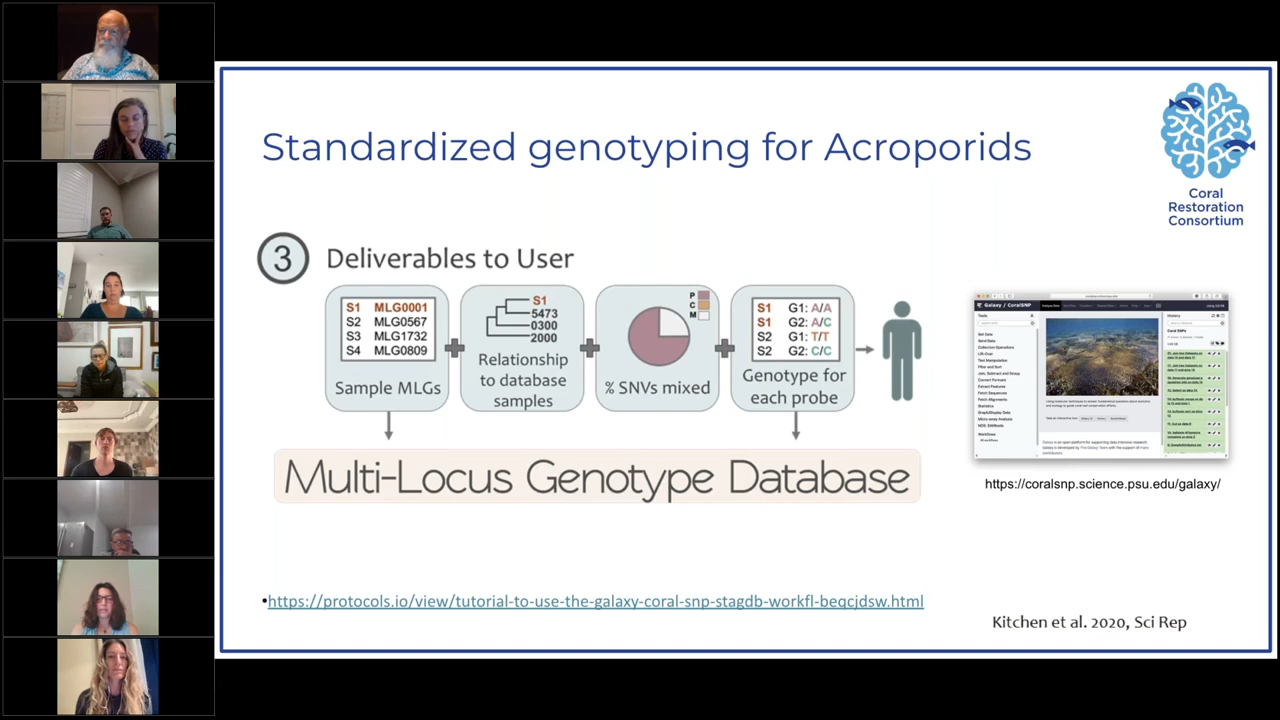 Standardized genotyping for Acroporids
Coral
Restoration
Consortium
3
Deliverables to User
S1 MLG0001
S2 MLG0567
S3 MLG1732
S4 MLG0809
Sample MLGs
S1
5473
0300
2000
Relationship
to database
samples
P
C
M
% SNVs mixed
S1 G1: A/A
S1 G2: A/C
S2 G1: T/T
S2 G2: C/C
Genotype for
each probe
Multi-Locus Genotype Database
Galaxy / CoralSNP
https://coralsnp.science.psu.edu/galaxy/
•https://protocols.io/view/tutorial-to-use-the-galaxy-coral-snp-stagdb-workfl-beqcjdsw.html
Kitchen et al. 2020, Sci Rep